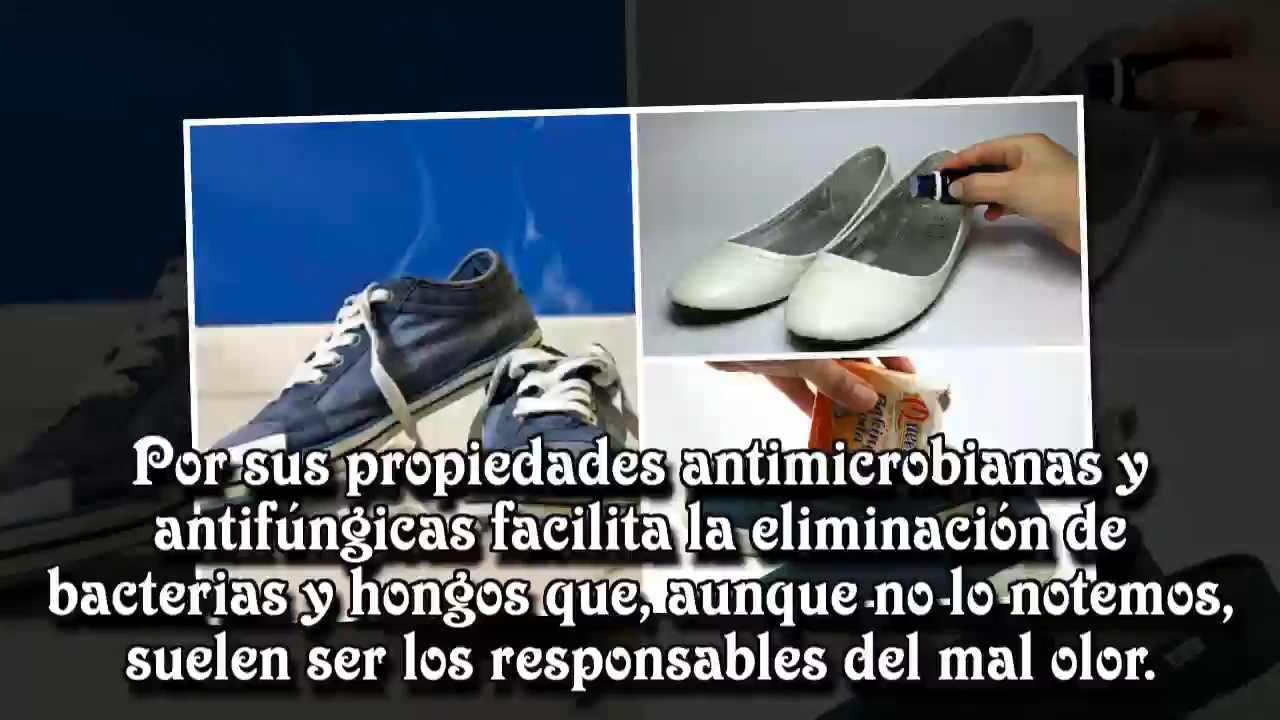 Por sus propiedades antimicrobianas y
antifúngicas facilita la eliminación de
bacterias y hongos que, aunque no lo notemos,
suelen ser los responsables del mal olor.